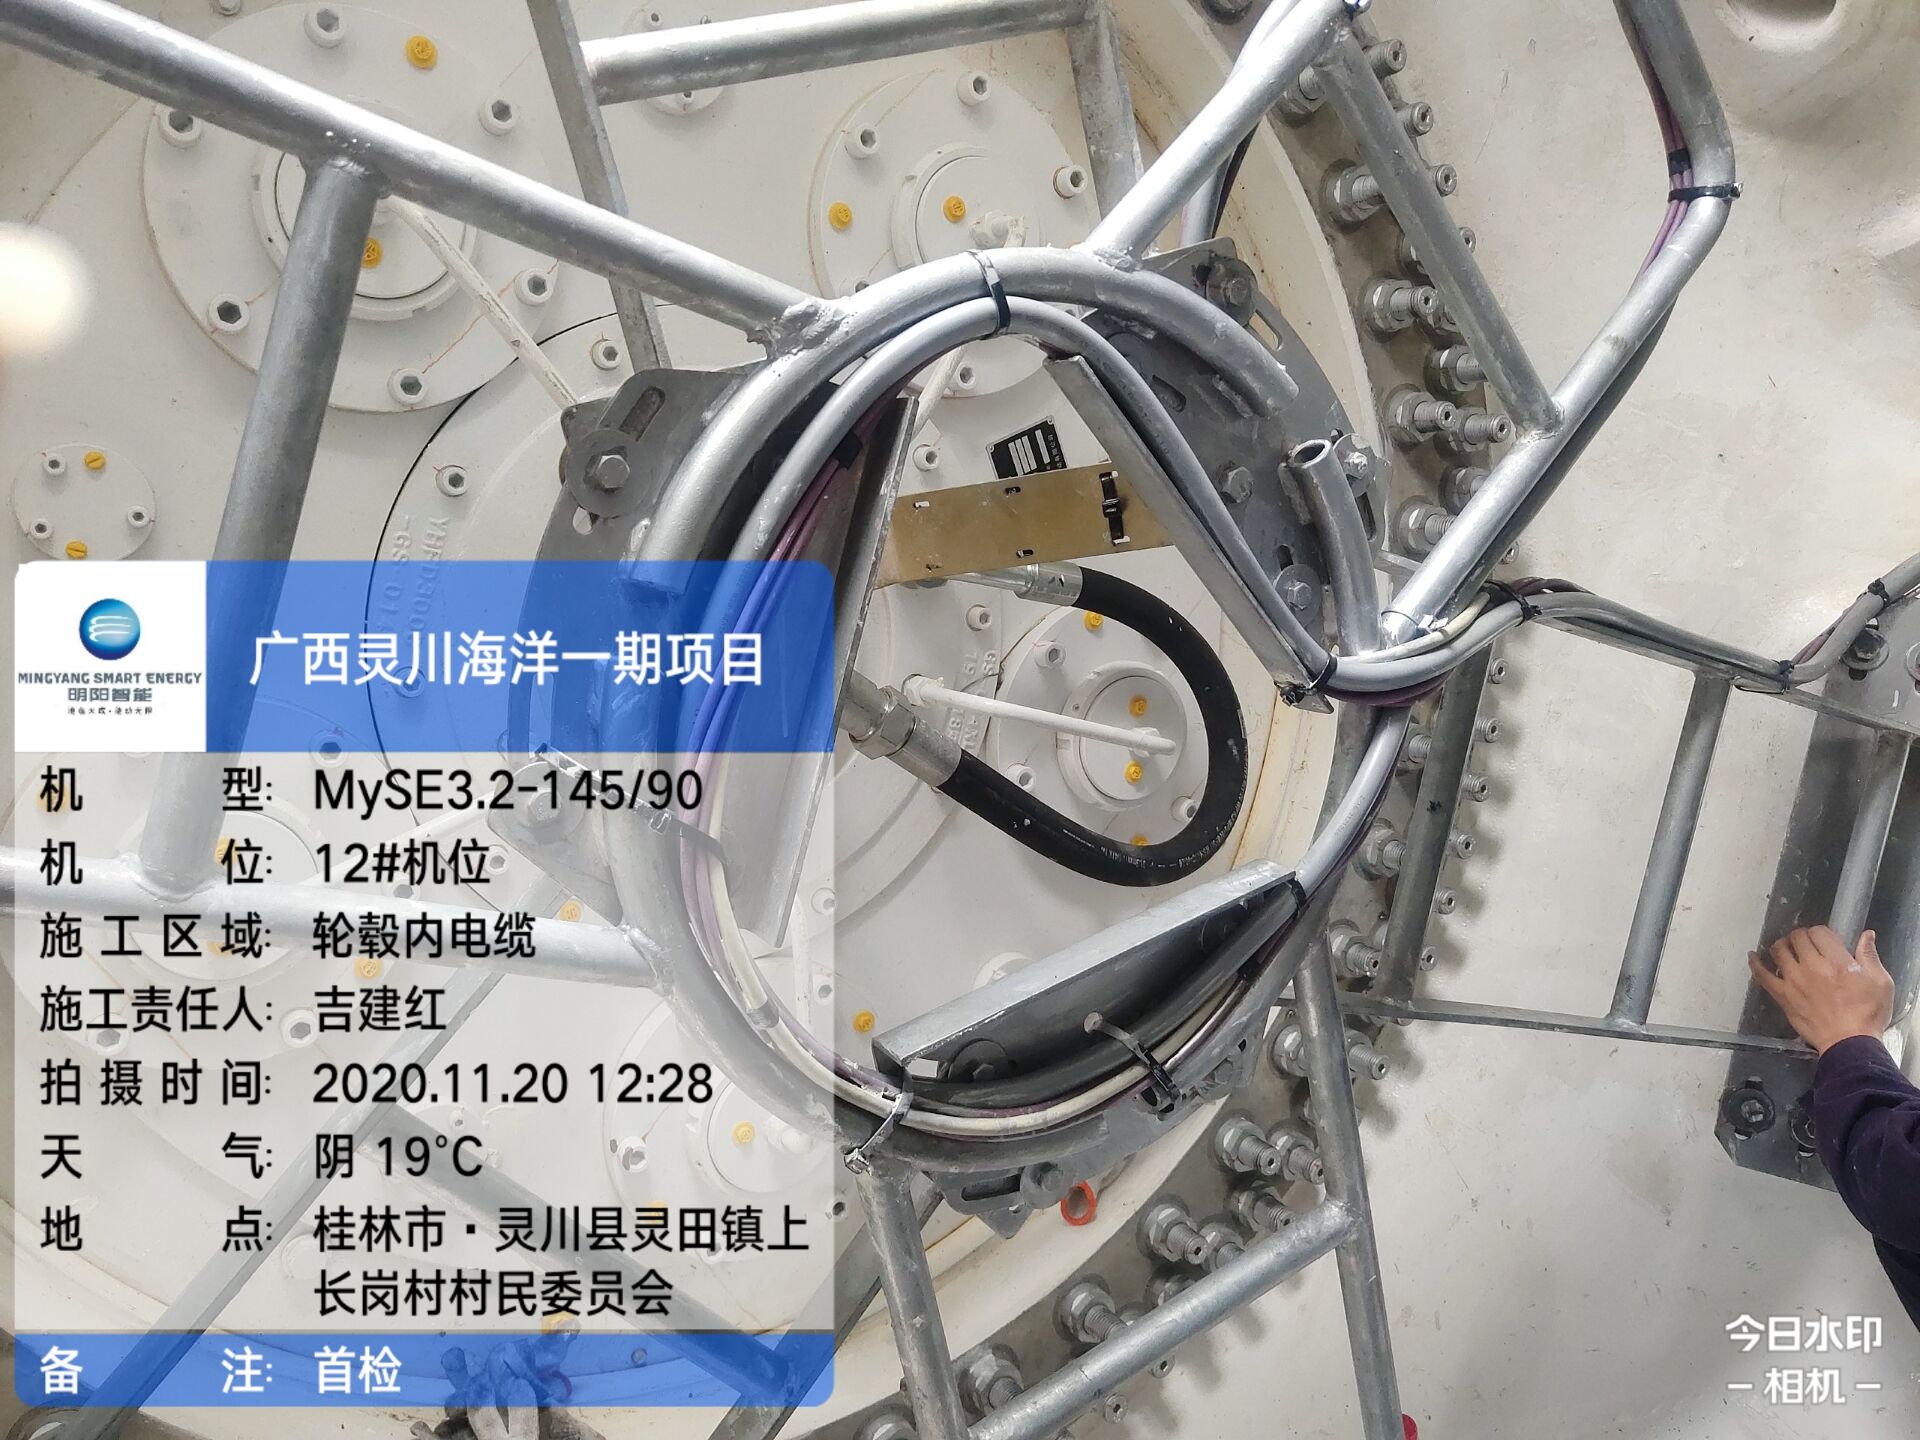 广西灵川海洋一期项目
MINGYANG SMART ENERGY
明阳智能
机型: MySE3.2-145/90
机位: 12#机位
施工区域: 轮毂内电缆
施工责任人: 吉建红
拍摄时间: 2020.11.20 12:28
天气: 阴 19°C
地点: 桂林市·灵川县灵田镇上
长岗村村民委员会
备注: 首检
今日水印
相机